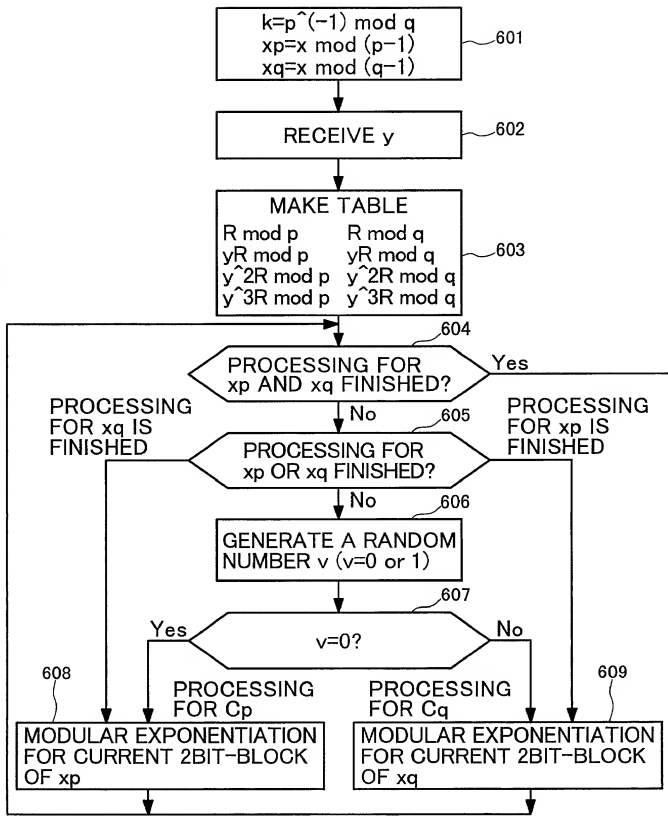 k=p^(-1) mod q
xp=x mod (p-1)
xq=x mod (q-1)
601
RECEIVE y
602
MAKE TABLE
R mod p R mod q
yR mod p yR mod q
y^2R mod p y^2R mod q
y^3R mod p y^3R mod q
603
604
PROCESSING FOR
xp AND xq FINISHED?
Yes
No
605
PROCESSING
FOR xq IS
FINISHED
PROCESSING FOR
xp OR xq FINISHED?
PROCESSING
FOR xp IS
FINISHED
No
606
GENERATE A RANDOM
NUMBER v (v=0 or 1)
607
Yes
v=0?
No
608
PROCESSING
FOR Cp
PROCESSING
FOR Cq
609
MODULAR EXPONENTIATION
FOR CURRENT 2BIT-BLOCK
OF xp
MODULAR EXPONENTIATION
FOR CURRENT 2BIT-BLOCK
OF xq